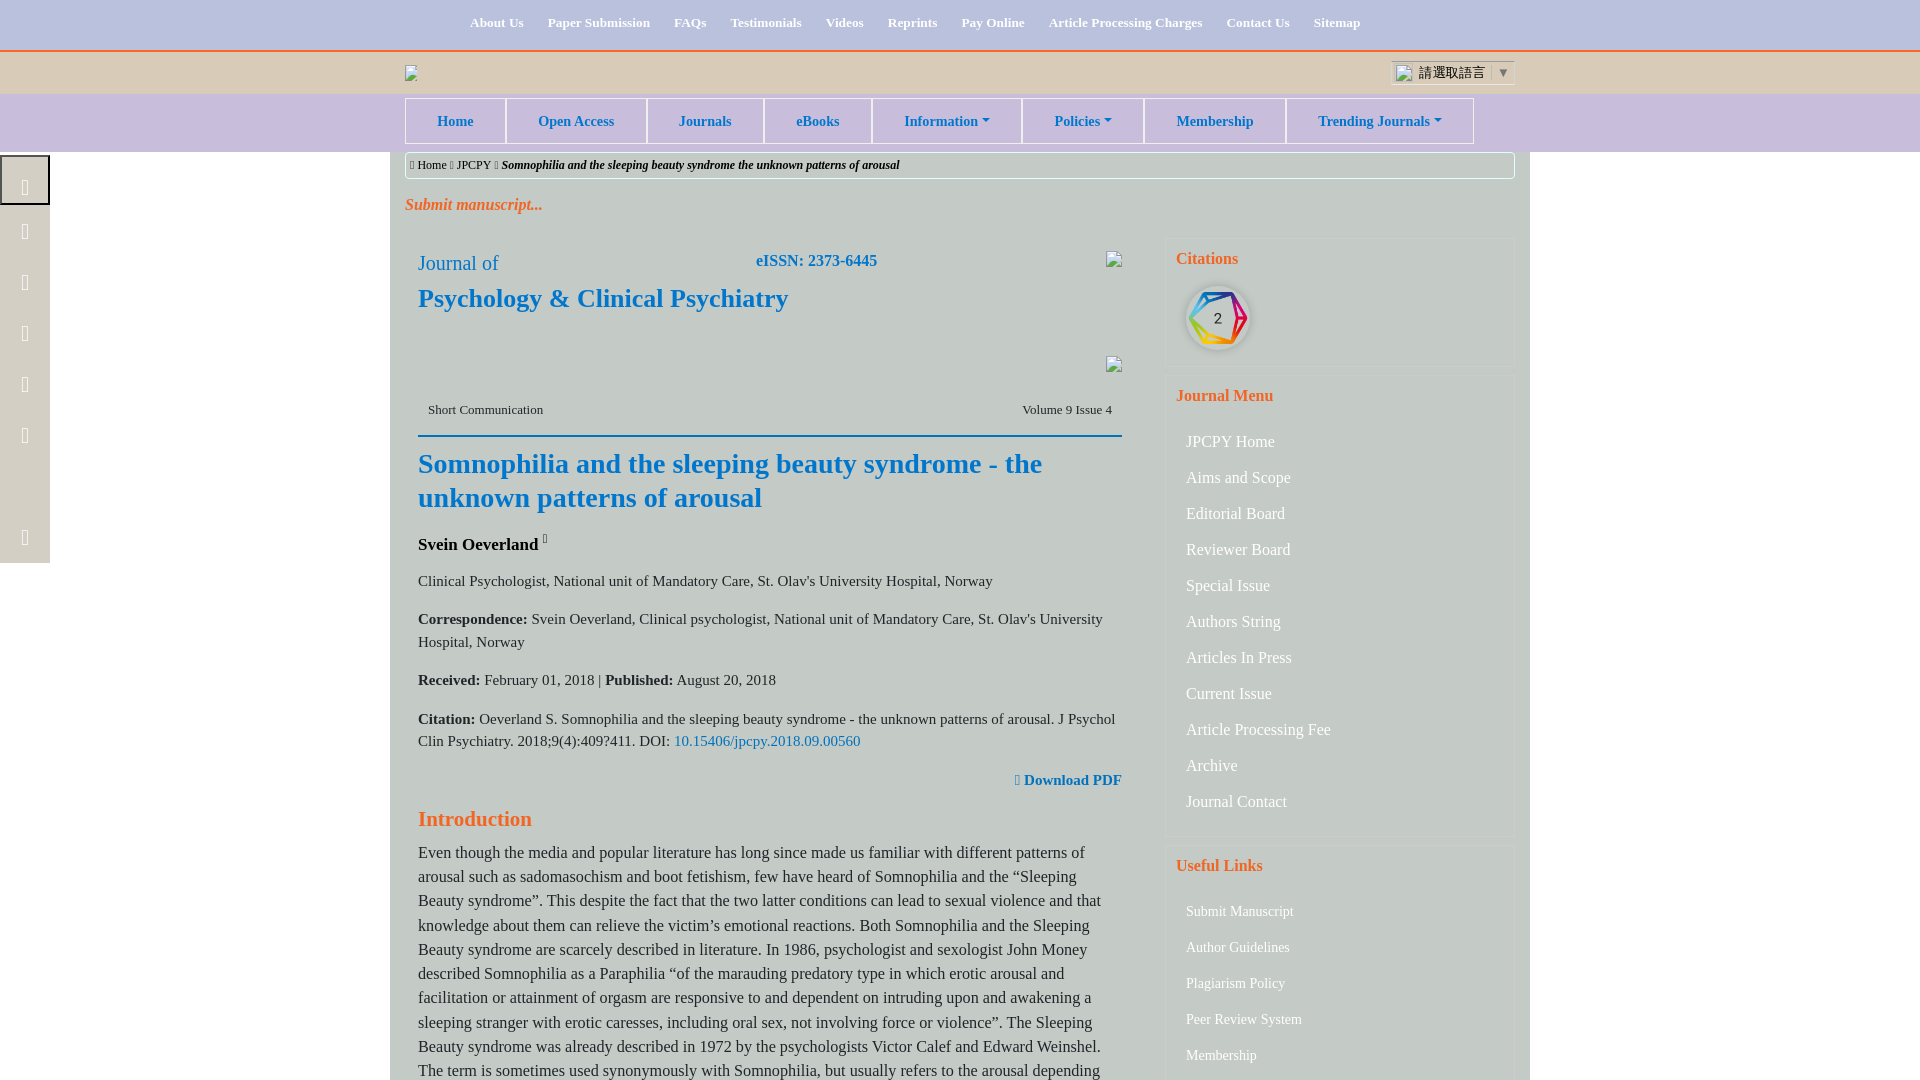 About Us Paper Submission FAQs Testimonials Videos Reprints Pay Online Article Processing Charges Contact Us Sitemap
請選取語言 ▼
Home Open Access Journals eBooks Information Policies Membership Trending Journals
Home JPCPY Somnophilia and the sleeping beauty syndrome the unknown patterns of arousal
Submit manuscript...
Journal of
eISSN: 2373-6445
Psychology & Clinical Psychiatry
Short Communication
Volume 9 Issue 4
Somnophilia and the sleeping beauty syndrome - the
unknown patterns of arousal
Svein Oeverland
Clinical Psychologist, National unit of Mandatory Care, St. Olav's University Hospital, Norway
Correspondence: Svein Oeverland, Clinical psychologist, National unit of Mandatory Care, St. Olav's University
Hospital, Norway
Received: February 01, 2018 | Published: August 20, 2018
Citation: Oeverland S. Somnophilia and the sleeping beauty syndrome - the unknown patterns of arousal. J Psychol
Clin Psychiatry. 2018;9(4):409?411. DOI: 10.15406/jpcpy.2018.09.00560
Download PDF
Introduction
Even though the media and popular literature has long since made us familiar with different patterns of
arousal such as sadomasochism and boot fetishism, few have heard of Somnophilia and the “Sleeping
Beauty syndrome”. This despite the fact that the two latter conditions can lead to sexual violence and that
knowledge about them can relieve the victim’s emotional reactions. Both Somnophilia and the Sleeping
Beauty syndrome are scarcely described in literature. In 1986, psychologist and sexologist John Money
described Somnophilia as a Paraphilia “of the marauding predatory type in which erotic arousal and
facilitation or attainment of orgasm are responsive to and dependent on intruding upon and awakening a
sleeping stranger with erotic caresses, including oral sex, not involving force or violence”. The Sleeping
Beauty syndrome was already described in 1972 by the psychologists Victor Calef and Edward Weinshel.
The term is sometimes used synonymously with Somnophilia, but usually refers to the arousal depending
Citations
2
Journal Menu
JPCPY Home
Aims and Scope
Editorial Board
Reviewer Board
Special Issue
Authors String
Articles In Press
Current Issue
Article Processing Fee
Archive
Journal Contact
Useful Links
Submit Manuscript
Author Guidelines
Plagiarism Policy
Peer Review System
Membership